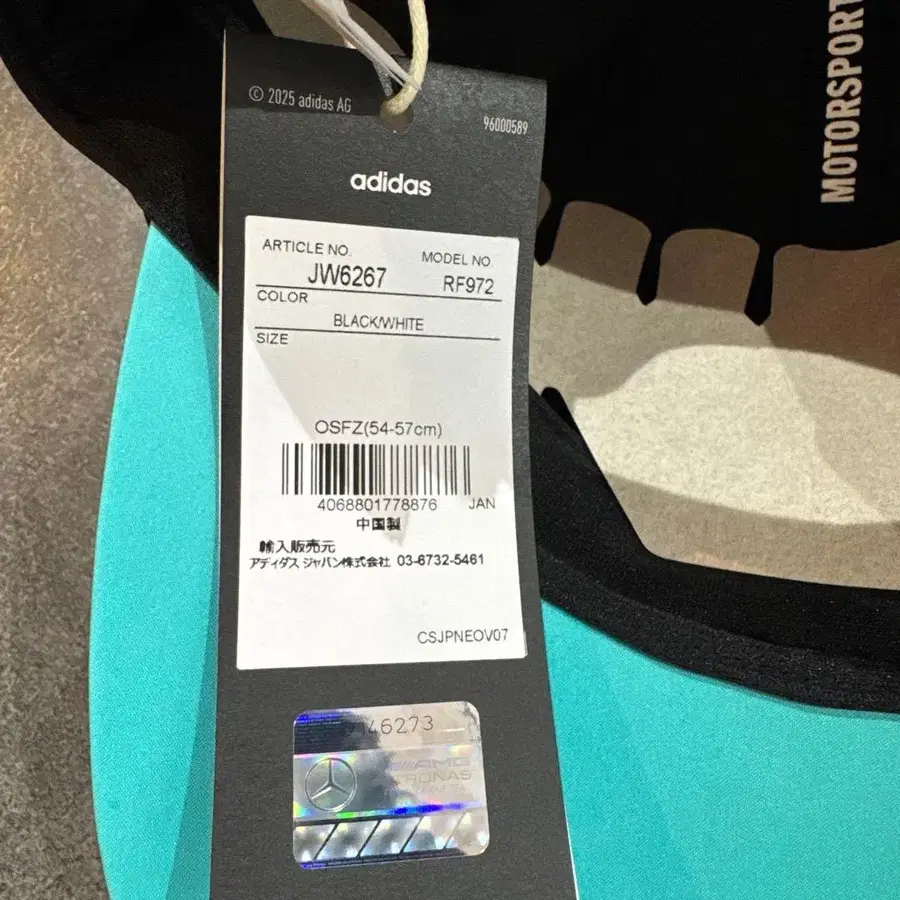 © 2025 adidas AG
96000589
MOTORSPORT
adidas
ARTICLE NO.
MODEL NO.
JW6267
RF972
COLOR
BLACK/WHITE
SIZE
OSFZ(54-57cm)
4068801778876 JAN
中国製
輸入販売元
アディダス ジャパン株式会社 03-6732-5461
CSJPNEOV07
146273
AMG